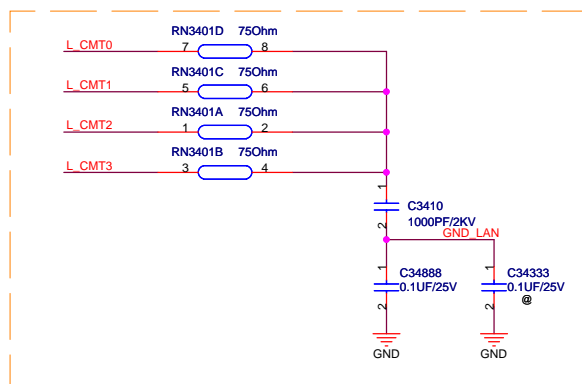 RN3401D 75Ohm
L_CMT0 7 8
RN3401C 75Ohm
L_CMT1 5 6
RN3401A 75Ohm
L_CMT2 1 2
RN3401B 75Ohm
L_CMT3 3 4
1
C3410
1000PF/2KV
2
GND_LAN
1
C34888
0.1UF/25V
2
GND
1
C34333
0.1UF/25V
@
2
GND